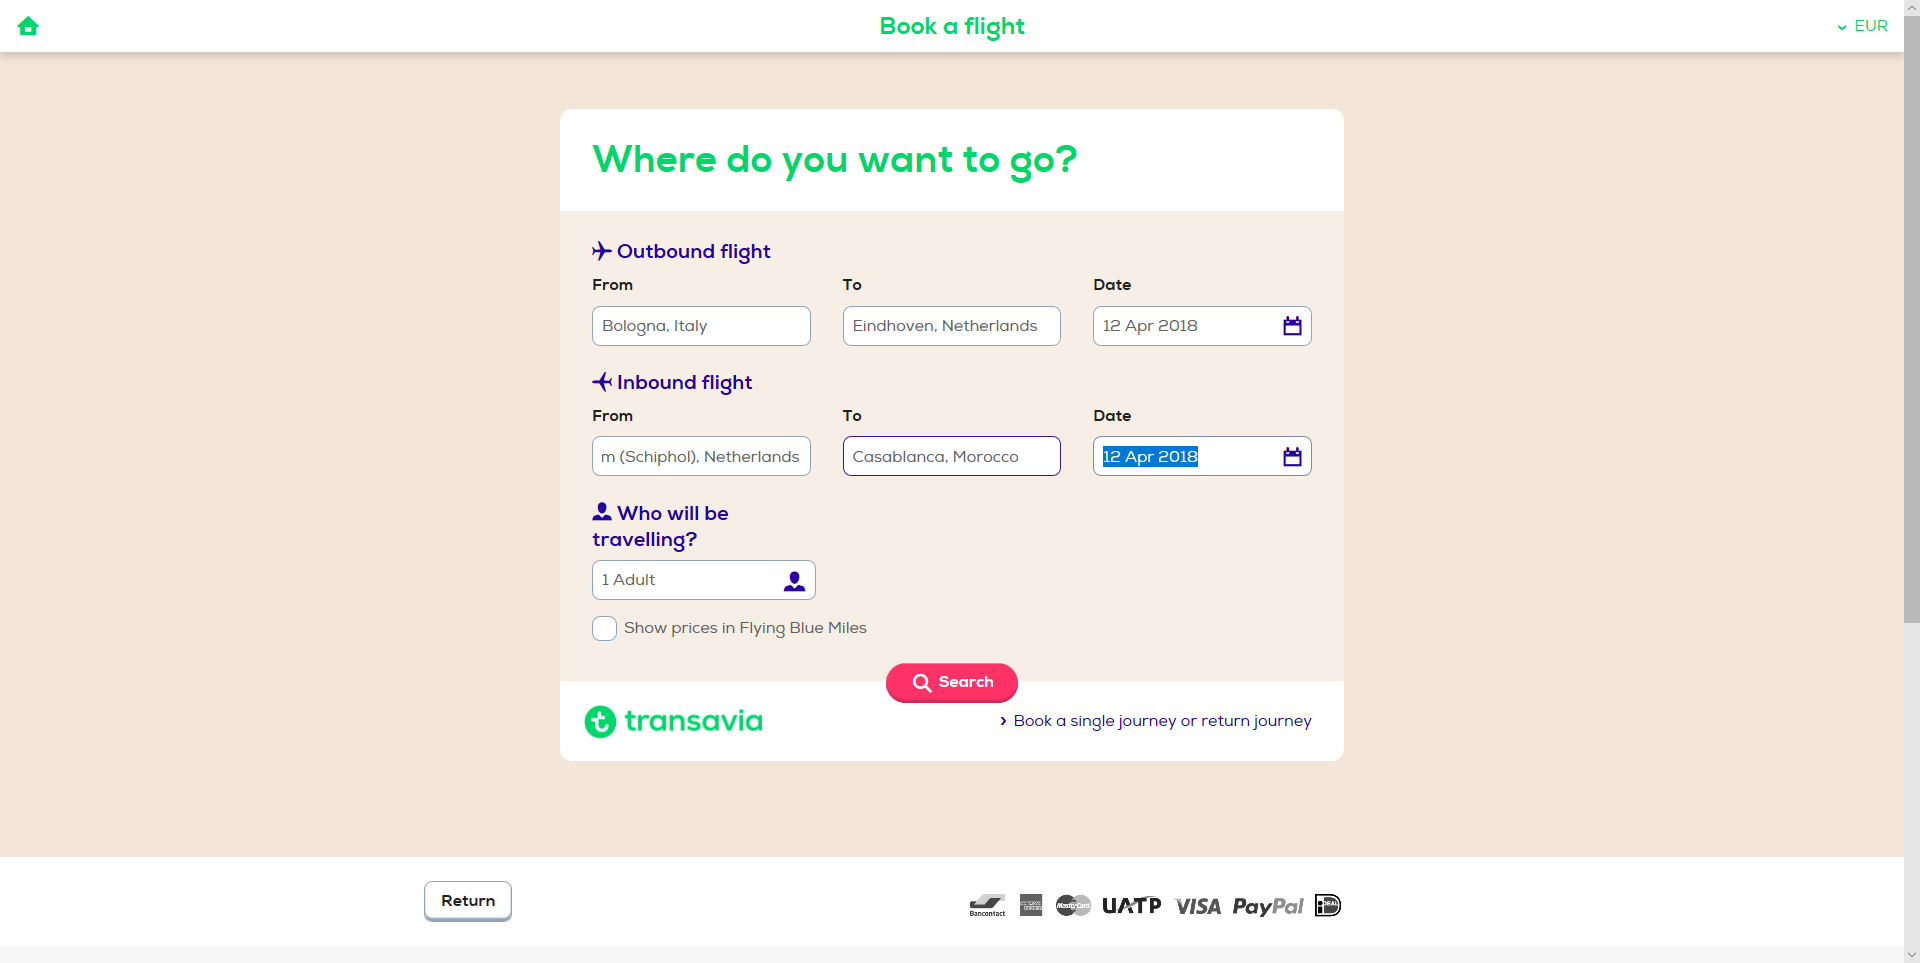 Book a flight
EUR
Where do you want to go?
Outbound flight
From To Date
Bologna, Italy Eindhoven, Netherlands 12 Apr 2018
Inbound flight
From To Date
m (Schiphol), Netherlands Casablanca, Morocco 12 Apr 2018
Who will be
travelling?
1 Adult
Show prices in Flying Blue Miles
Search
transavia
Book a single journey or return journey
Return
Bancontact MasterCard UATP VISA PayPal iDEAL